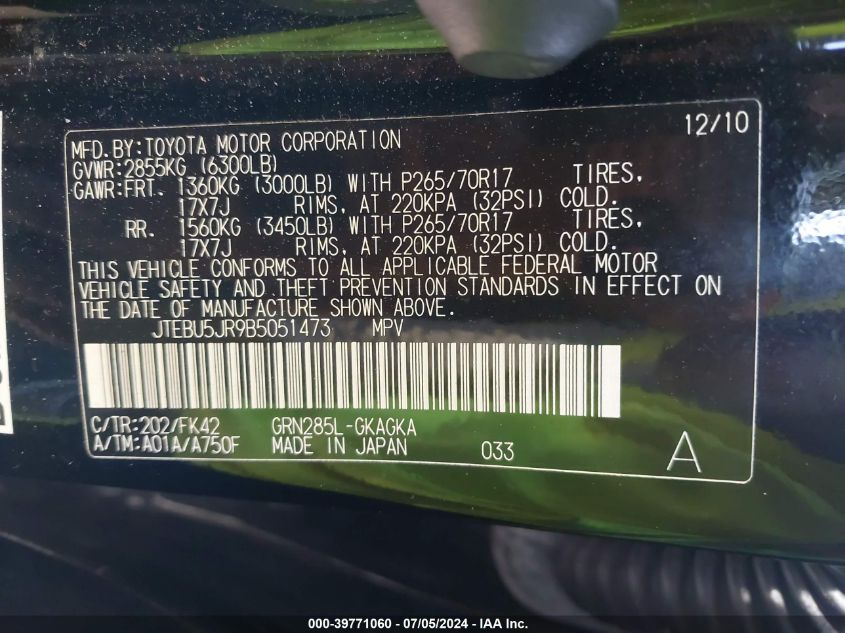 MFD.BY:TOYOTA MOTOR CORPORATION 12/10
GVWR:2855KG (6300LB)
GAWR:FRT. 1360KG (3000LB) WITH P265/70R17 TIRES,
17X7J RIMS, AT 220KPA (32PSI) COLD.
RR. 1560KG (3450LB) WITH P265/70R17 TIRES,
17X7J RIMS, AT 220KPA (32PSI) COLD.
THIS VEHICLE CONFORMS TO ALL APPLICABLE FEDERAL MOTOR
VEHICLE SAFETY AND THEFT PREVENTION STANDARDS IN EFFECT ON
THE DATE OF MANUFACTURE SHOWN ABOVE.
JTEBU5JR9B5051473 MPV
C/TR:202/FK42 GRN285L-GKAGKA
A/TM:A01A/A750F MADE IN JAPAN 033 A
000-39771060 - 07/05/2024 - IAA Inc.